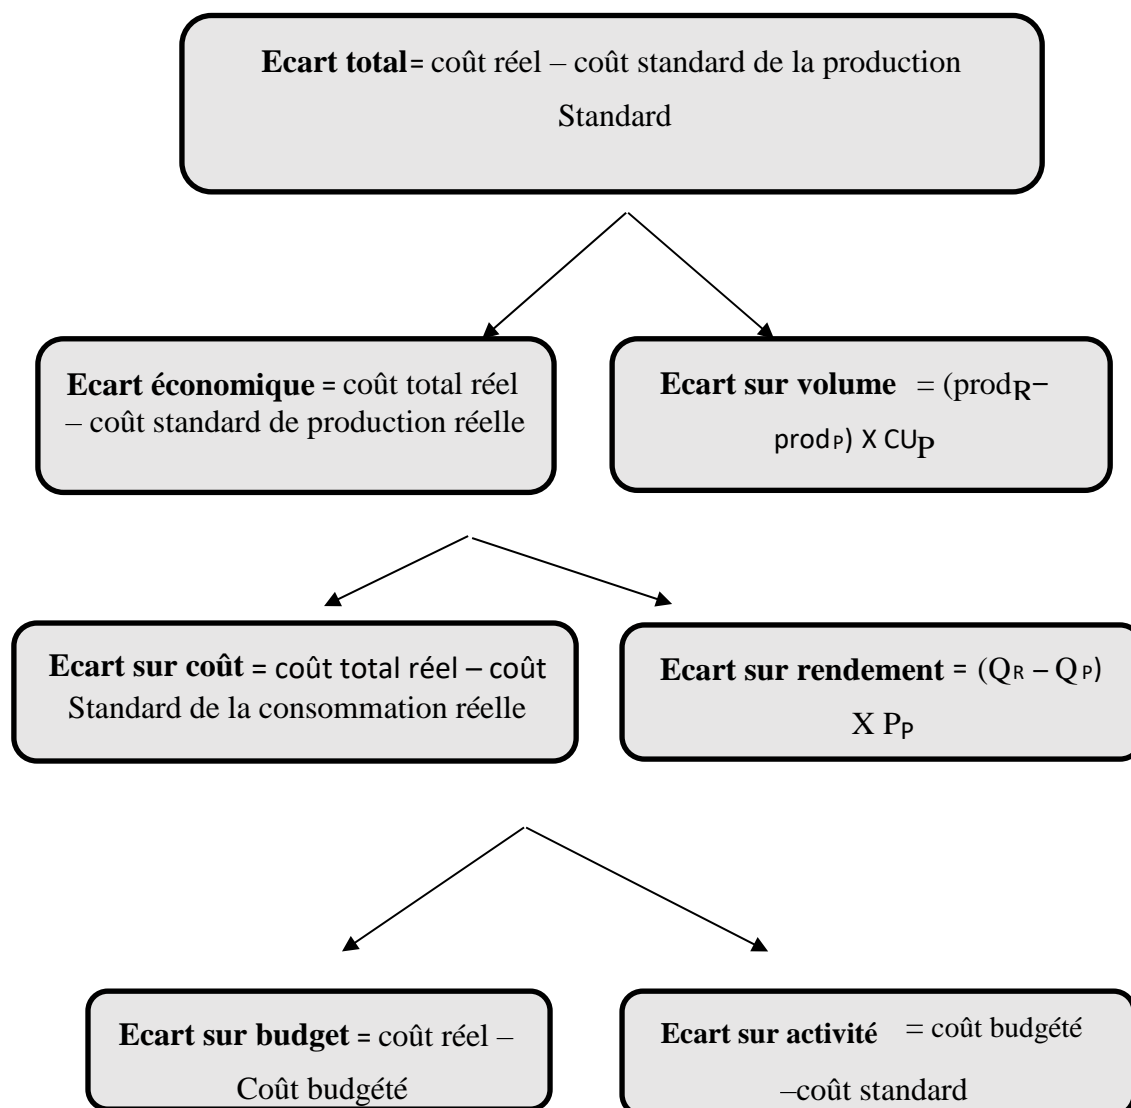 Ecart total= coût réel – coût standard de la production
Standard
Ecart économique = coût total réel
– coût standard de production réelle
Ecart sur volume = (prodR–
prodP) X CUP
Ecart sur coût = coût total réel – coût
Standard de la consommation réelle
Ecart sur rendement = (QR – QP)
X PP
Ecart sur budget = coût réel –
Coût budgété
Ecart sur activité = coût budgété
–coût standard